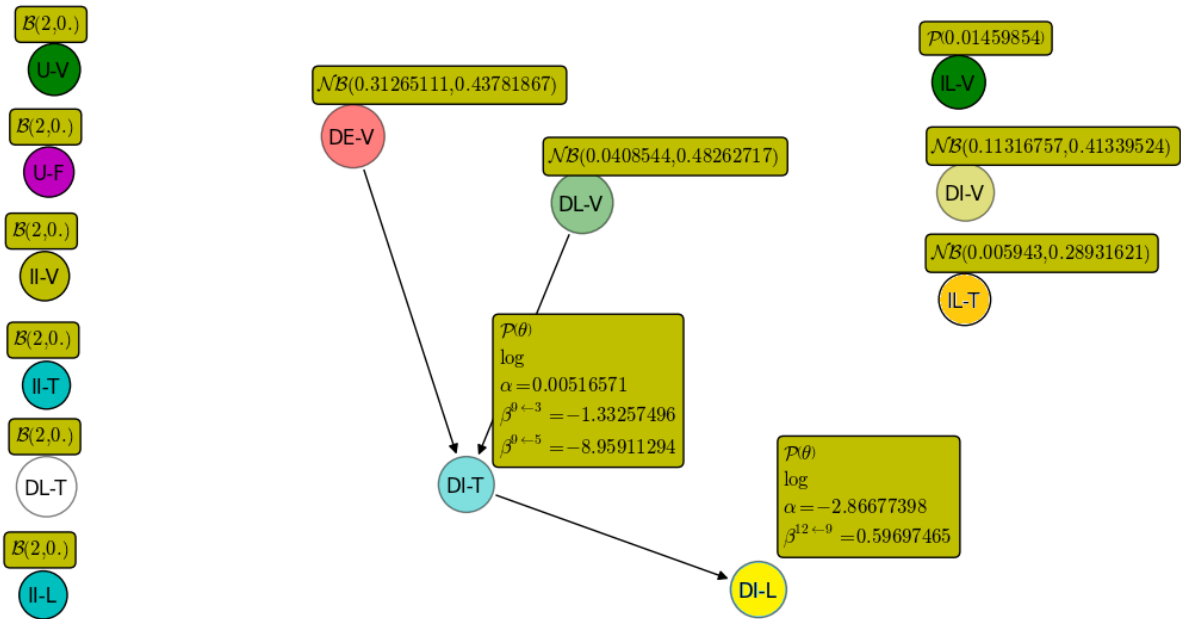 ℬ(2,0.)
U-V
ℬ(2,0.)
U-F
ℬ(2,0.)
II-V
ℬ(2,0.)
II-T
ℬ(2,0.)
DL-T
ℬ(2,0.)
II-L
𝒩ℬ(0.31265111,0.43781867)
DE-V
𝒩ℬ(0.0408544,0.48262717)
DL-V
𝒫(θ)
log
α=0.00516571
β^{9←3}=−1.33257496
β^{9←5}=−8.95911294
DI-T
𝒫(θ)
log
α=−2.86677398
β^{12←9}=0.59697465
DI-L
𝒫(0.01459854)
IL-V
𝒩ℬ(0.11316757,0.41339524)
DI-V
𝒩ℬ(0.005943,0.28931621)
IL-T